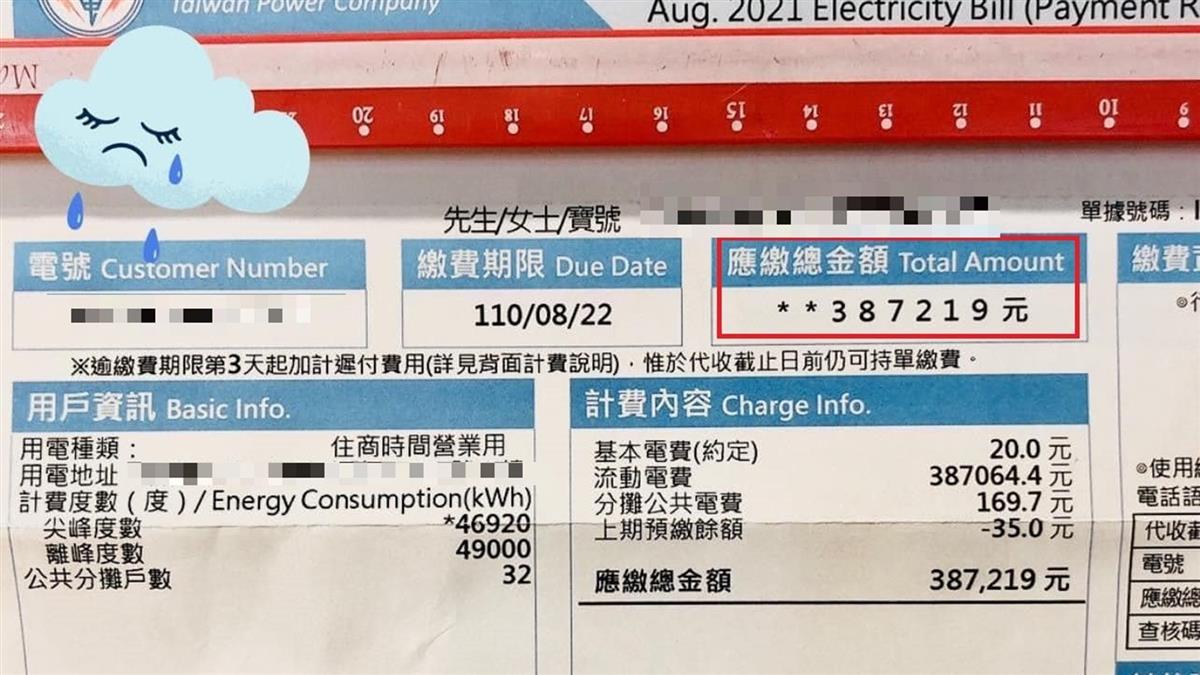 Taiwan Power Company
Aug. 2021 Electricity Bill (Payment R
20 19 18 17 16 15 14 13 12 11 10 9
先生/女士/寶號
單據號碼：
電號 Customer Number
繳費期限 Due Date
110/08/22
應繳總金額 Total Amount
**387219元
繳費
※逾繳費期限第3天起加計遲付費用(詳見背面計費說明)，惟於代收截止日前仍可持單繳費。
用戶資訊 Basic Info.
用電種類：
住商時間營業用
用電地址
計費度數（度）/ Energy Consumption(kWh)
尖峰度數 *46920
離峰度數 49000
公共分攤戶數 32
計費內容 Charge Info.
基本電費(約定) 20.0 元
流動電費 387064.4 元
分攤公共電費 169.7 元
上期預繳餘額 -35.0 元
應繳總金額 387,219 元
◎使用
電話語
代收截
電號
應繳總
查核碼